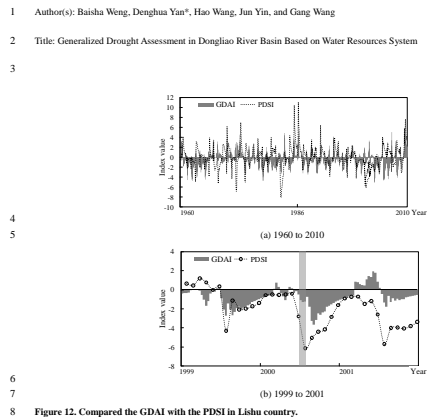 1 Author(s): Baisha Weng, Denghua Yan*, Hao Wang, Jun Yin, and Gang Wang
2 Title: Generalized Drought Assessment in Dongliao River Basin Based on Water Resources System
3
12
10
8
6
4
2
0
-2
-4
-6
-8
-10
Index value
GDAI PDSI
1960 1986 2010 Year
4
5 (a) 1960 to 2010
4
2
0
-2
-4
-6
-8
Index value
GDAI PDSI
1999 2000 2001 Year
6
7 (b) 1999 to 2001
8 Figure 12. Compared the GDAI with the PDSI in Lishu country.